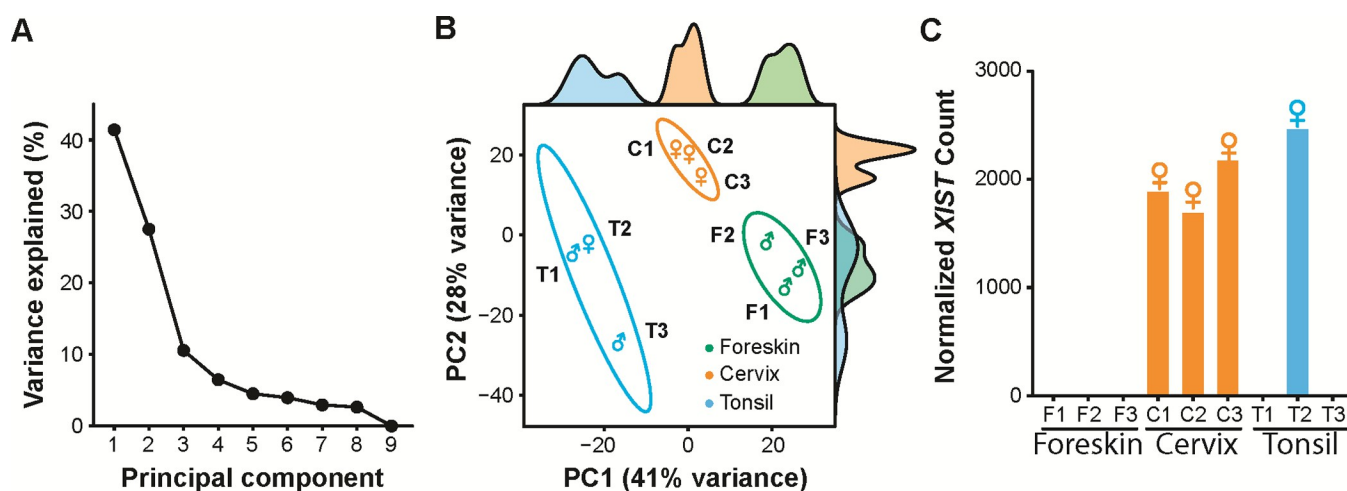 A
Variance explained (%)
40
30
20
10
0
1 2 3 4 5 6 7 8 9
Principal component
B
PC2 (28% variance)
20
0
−20
−40
C1
C2
C3
T2
T1
T3
F2
F3
F1
Foreskin
Cervix
Tonsil
−20 0 20
PC1 (41% variance)
C
Normalized XIST Count
3000
2000
1000
0
♀ ♀ ♀ ♀
F1 F2 F3 C1 C2 C3 T1 T2 T3
Foreskin Cervix Tonsil